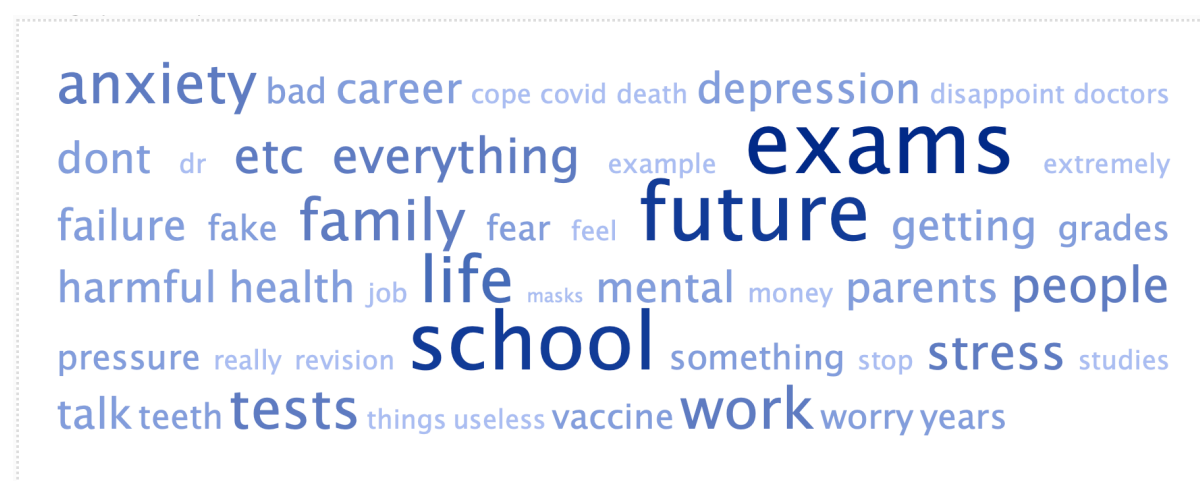 anxiety bad career cope covid death depression disappoint doctors
dont dr etc everything example exams extremely
failure fake family fear feel future getting grades
harmful health job life masks mental money parents people
pressure really revision school something stop stress studies
talk teeth tests things useless vaccine work worry years